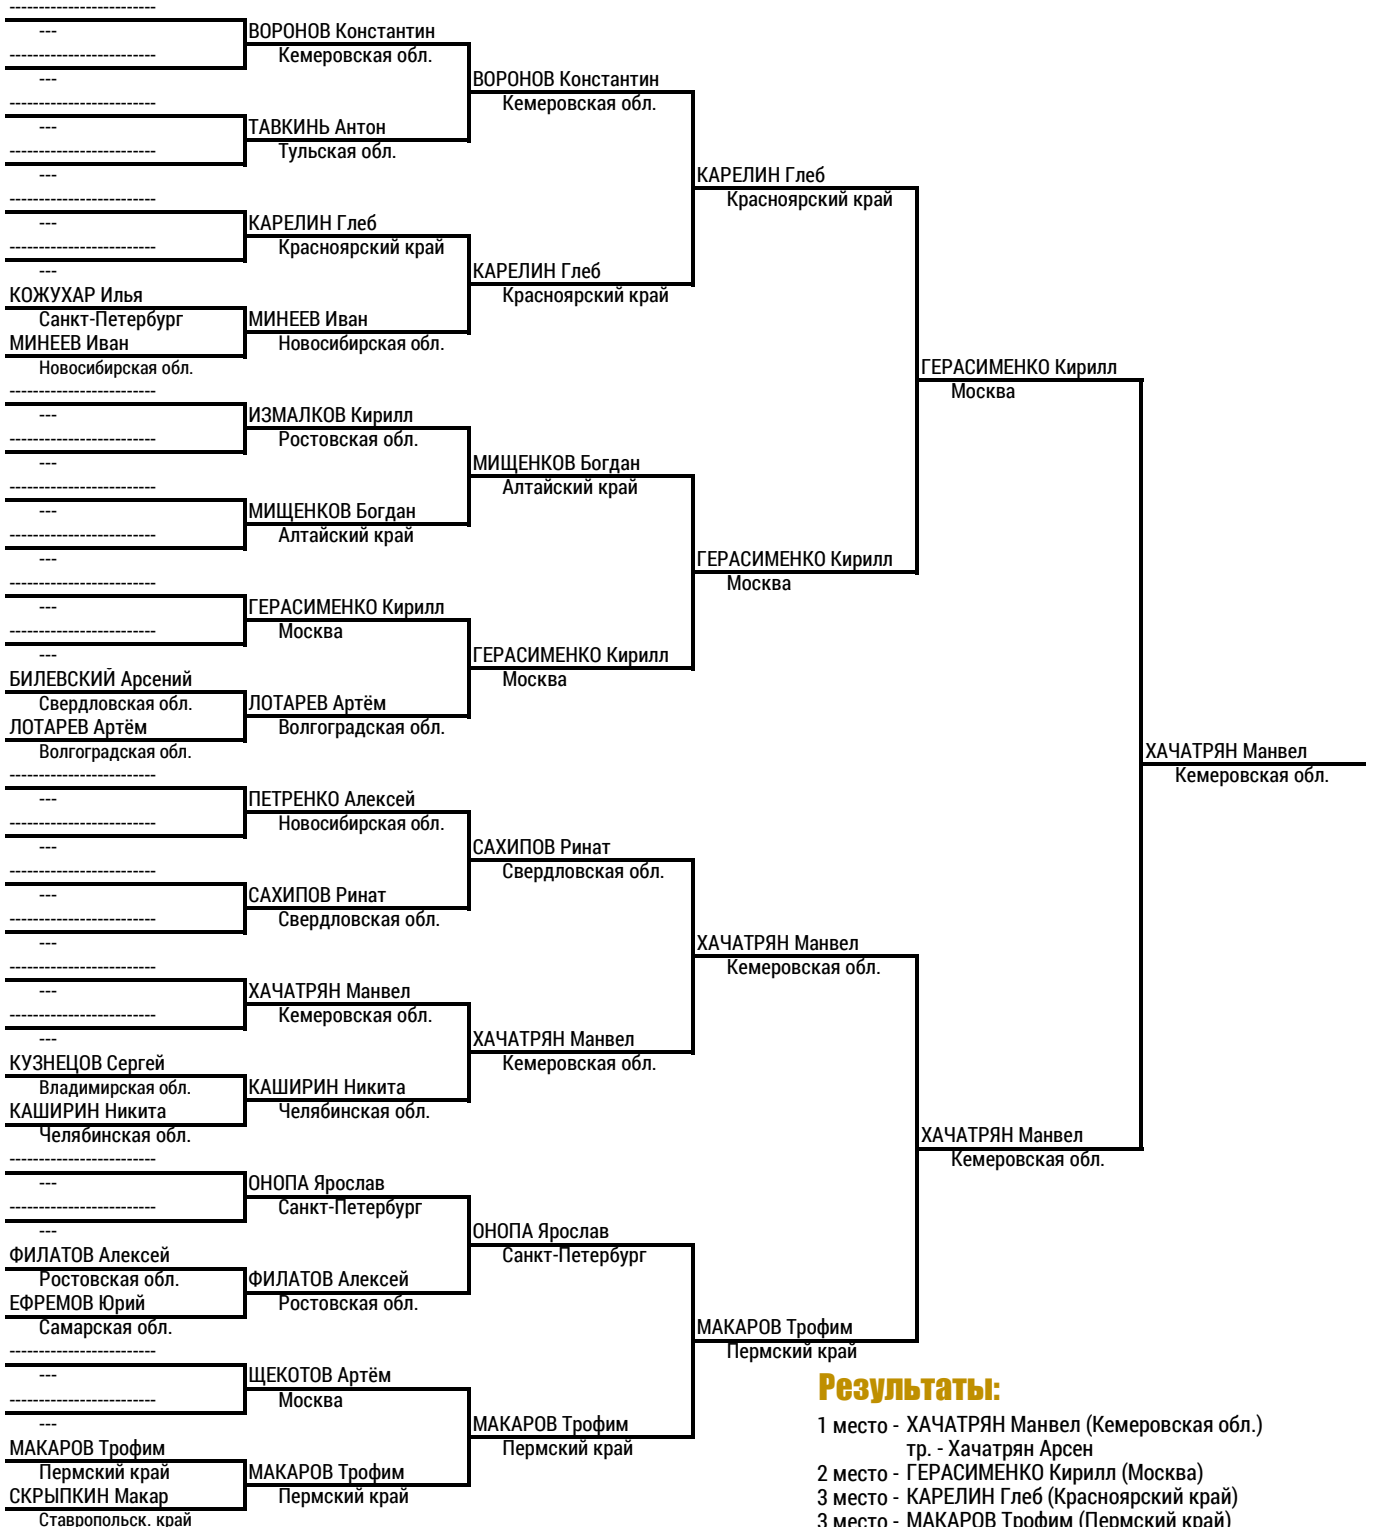 -------------------------
---
-------------------------
---
-------------------------
---
-------------------------
---
-------------------------
---
-------------------------
---
КОЖУХАР Илья
Санкт-Петербург
МИНЕЕВ Иван
Новосибирская обл.
-------------------------
---
-------------------------
---
-------------------------
---
-------------------------
---
-------------------------
---
-------------------------
---
БИЛЕВСКИЙ Арсений
Свердловская обл.
ЛОТАРЕВ Артём
Волгоградская обл.
-------------------------
---
-------------------------
---
-------------------------
---
-------------------------
---
-------------------------
---
-------------------------
---
КУЗНЕЦОВ Сергей
Владимирская обл.
КАШИРИН Никита
Челябинская обл.
-------------------------
---
-------------------------
---
ФИЛАТОВ Алексей
Ростовская обл.
ЕФРЕМОВ Юрий
Самарская обл.
-------------------------
---
-------------------------
---
МАКАРОВ Трофим
Пермский край
СКРЫПКИН Макар
Ставропольск. край
ВОРОНОВ Константин
Кемеровская обл.
ТАВКИНЬ Антон
Тульская обл.
КАРЕЛИН Глеб
Красноярский край
МИНЕЕВ Иван
Новосибирская обл.
ИЗМАЛКОВ Кирилл
Ростовская обл.
МИЩЕНКОВ Богдан
Алтайский край
ГЕРАСИМЕНКО Кирилл
Москва
ЛОТАРЕВ Артём
Волгоградская обл.
ПЕТРЕНКО Алексей
Новосибирская обл.
САХИПОВ Ринат
Свердловская обл.
ХАЧАТРЯН Манвел
Кемеровская обл.
КАШИРИН Никита
Челябинская обл.
ОНОПА Ярослав
Санкт-Петербург
ФИЛАТОВ Алексей
Ростовская обл.
ЩЕКОТОВ Артём
Москва
МАКАРОВ Трофим
Пермский край
ВОРОНОВ Константин
Кемеровская обл.
КАРЕЛИН Глеб
Красноярский край
МИЩЕНКОВ Богдан
Алтайский край
ГЕРАСИМЕНКО Кирилл
Москва
САХИПОВ Ринат
Свердловская обл.
ХАЧАТРЯН Манвел
Кемеровская обл.
ОНОПА Ярослав
Санкт-Петербург
МАКАРОВ Трофим
Пермский край
КАРЕЛИН Глеб
Красноярский край
ГЕРАСИМЕНКО Кирилл
Москва
ХАЧАТРЯН Манвел
Кемеровская обл.
МАКАРОВ Трофим
Пермский край
ГЕРАСИМЕНКО Кирилл
Москва
ХАЧАТРЯН Манвел
Кемеровская обл.
ХАЧАТРЯН Манвел
Кемеровская обл.
Результаты:
1 место - ХАЧАТРЯН Манвел (Кемеровская обл.)
тр. - Хачатрян Арсен
2 место - ГЕРАСИМЕНКО Кирилл (Москва)
3 место - КАРЕЛИН Глеб (Красноярский край)
3 место - МАКАРОВ Трофим (Пермский край)